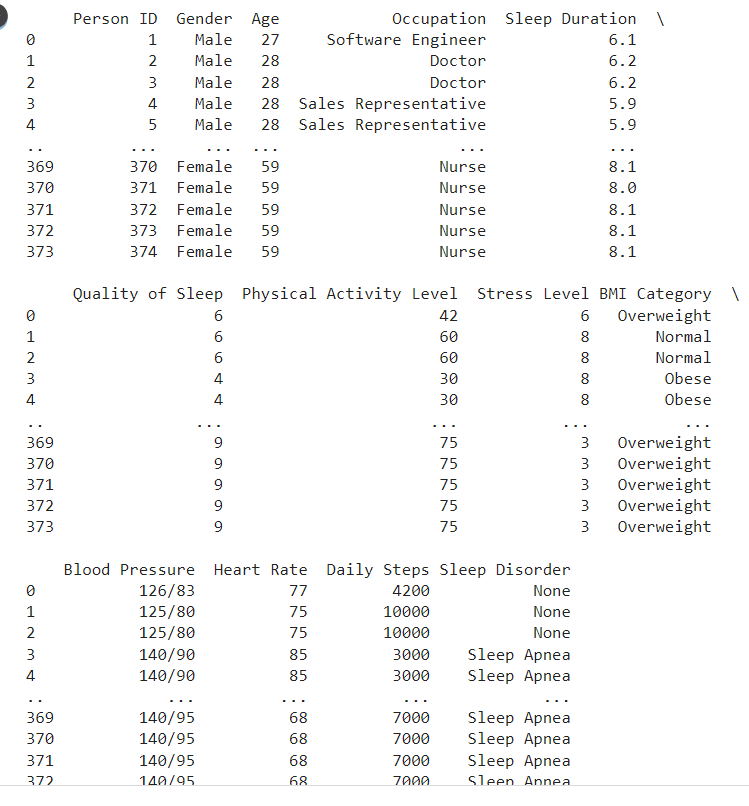 Person ID Gender Age Occupation Sleep Duration \
0 1 Male 27 Software Engineer 6.1
1 2 Male 28 Doctor 6.2
2 3 Male 28 Doctor 6.2
3 4 Male 28 Sales Representative 5.9
4 5 Male 28 Sales Representative 5.9
.. ... ... ... ... ...
369 370 Female 59 Nurse 8.1
370 371 Female 59 Nurse 8.0
371 372 Female 59 Nurse 8.1
372 373 Female 59 Nurse 8.1
373 374 Female 59 Nurse 8.1
Quality of Sleep Physical Activity Level Stress Level BMI Category \
0 6 42 6 Overweight
1 6 60 8 Normal
2 6 60 8 Normal
3 4 30 8 Obese
4 4 30 8 Obese
.. ... ... ... ...
369 9 75 3 Overweight
370 9 75 3 Overweight
371 9 75 3 Overweight
372 9 75 3 Overweight
373 9 75 3 Overweight
Blood Pressure Heart Rate Daily Steps Sleep Disorder
0 126/83 77 4200 None
1 125/80 75 10000 None
2 125/80 75 10000 None
3 140/90 85 3000 Sleep Apnea
4 140/90 85 3000 Sleep Apnea
.. ... ... ... ...
369 140/95 68 7000 Sleep Apnea
370 140/95 68 7000 Sleep Apnea
371 140/95 68 7000 Sleep Apnea
372 140/95 68 7000 Sleep Apnea